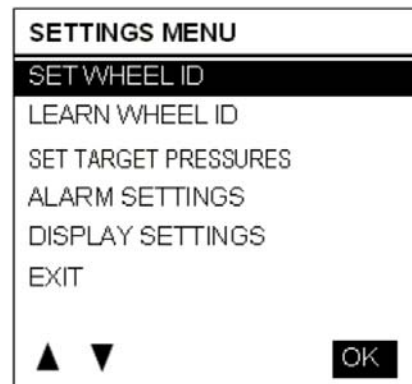 SETTINGS MENU
SET WHEEL ID
LEARN WHEEL ID
SET TARGET PRESSURES
ALARM SETTINGS
DISPLAY SETTINGS
EXIT
▲ ▼ OK